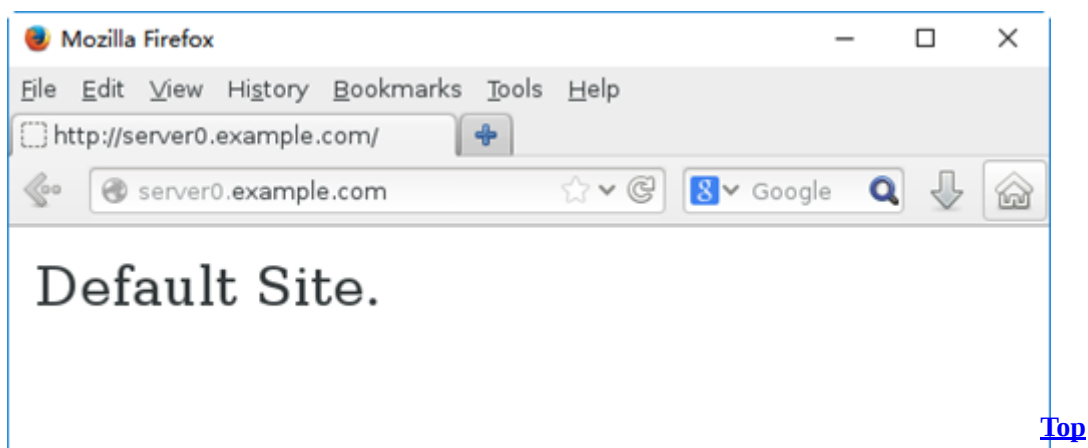 Mozilla Firefox
File Edit View History Bookmarks Tools Help
http://server0.example.com/
server0.example.com
8 Google
Default Site.
Top